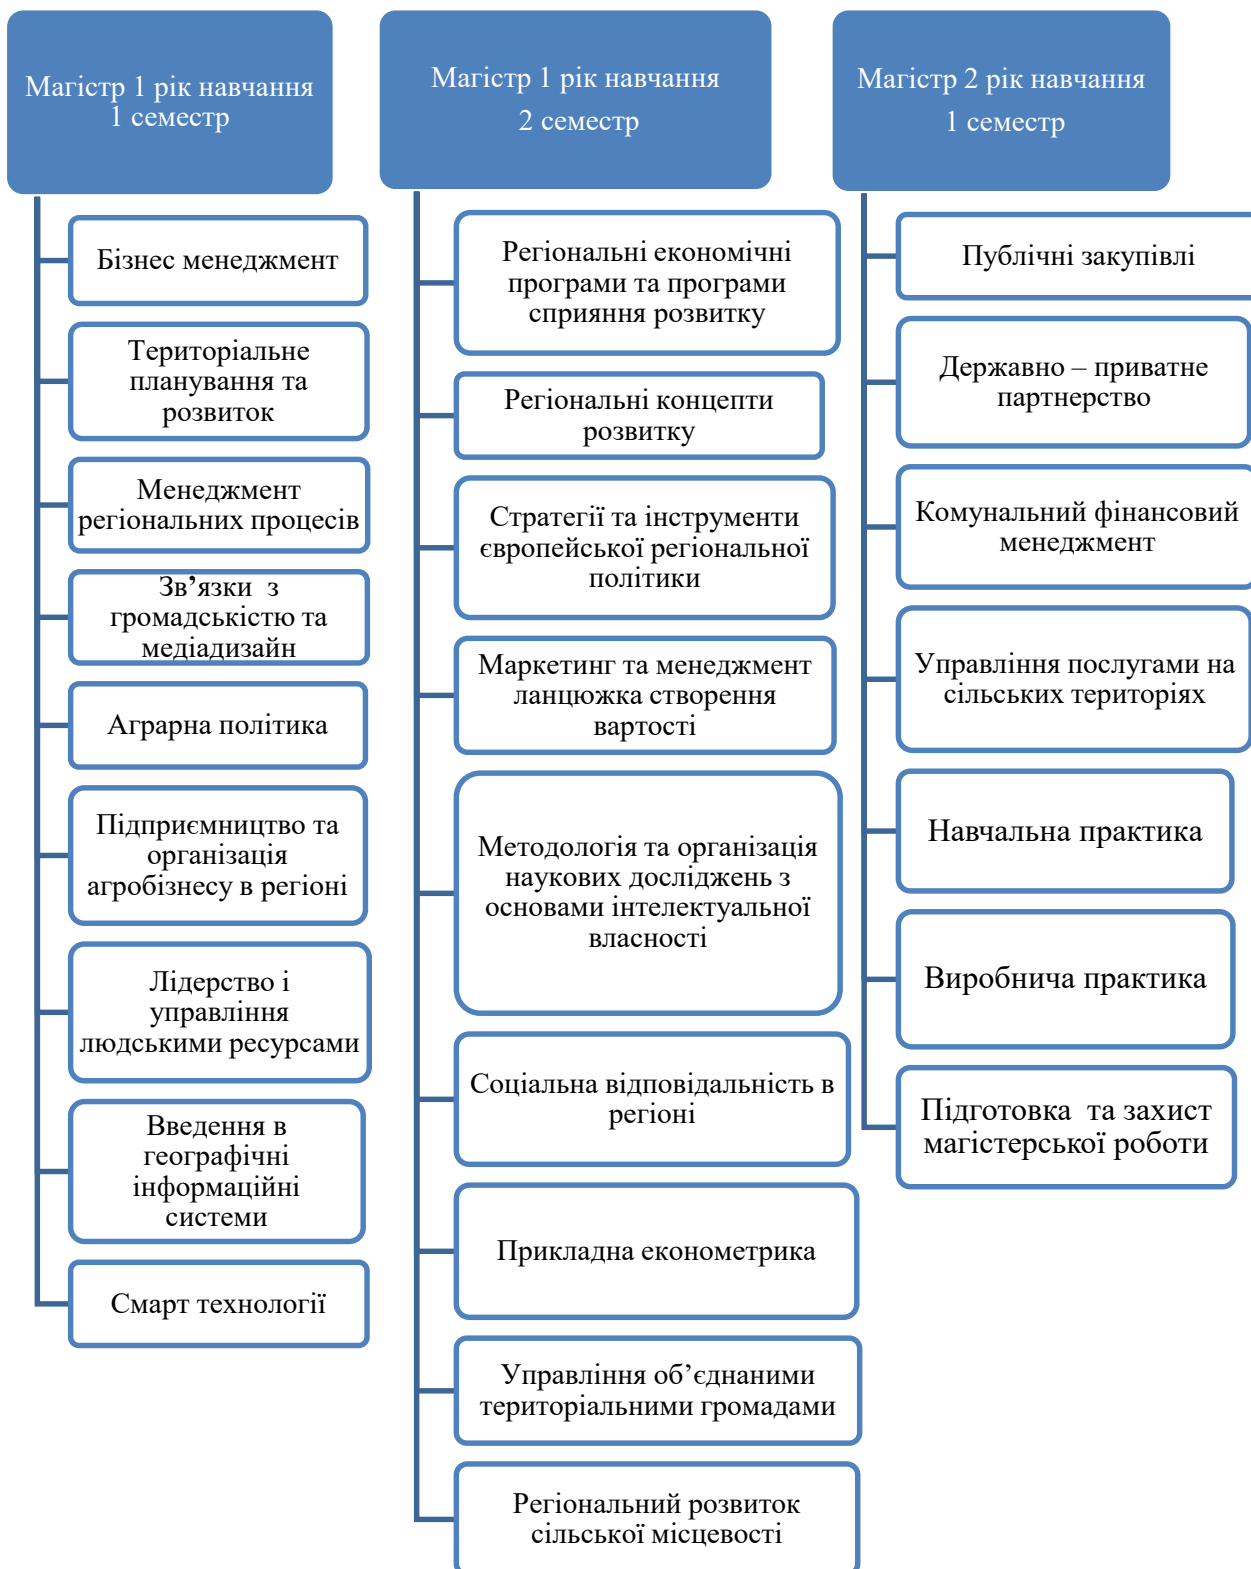 Магістр 1 рік навчання
1 семестр
Бізнес менеджмент
Територіальне
планування та
розвиток
Менеджмент
регіональних процесів
Зв’язки з
громадськістю та
медіадизайн
Аграрна політика
Підприємництво та
організація
агробізнесу в регіоні
Лідерство і
управління
людськими ресурсами
Введення в
географічні
інформаційні
системи
Смарт технології
Магістр 1 рік навчання
2 семестр
Регіональні економічні
програми та програми
сприяння розвитку
Регіональні концепти
розвитку
Стратегії та інструменти
європейської регіональної
політики
Маркетинг та менеджмент
ланцюжка створення
вартості
Методологія та організація
наукових досліджень з
основами інтелектуальної
власності
Соціальна відповідальність в
регіоні
Прикладна економетрика
Управління об’єднаними
територіальними громадами
Регіональний розвиток
сільської місцевості
Магістр 2 рік навчання
1 семестр
Публічні закупівлі
Державно – приватне
партнерство
Комунальний фінансовий
менеджмент
Управління послугами на
сільських територіях
Навчальна практика
Виробнича практика
Підготовка та захист
магістерської роботи